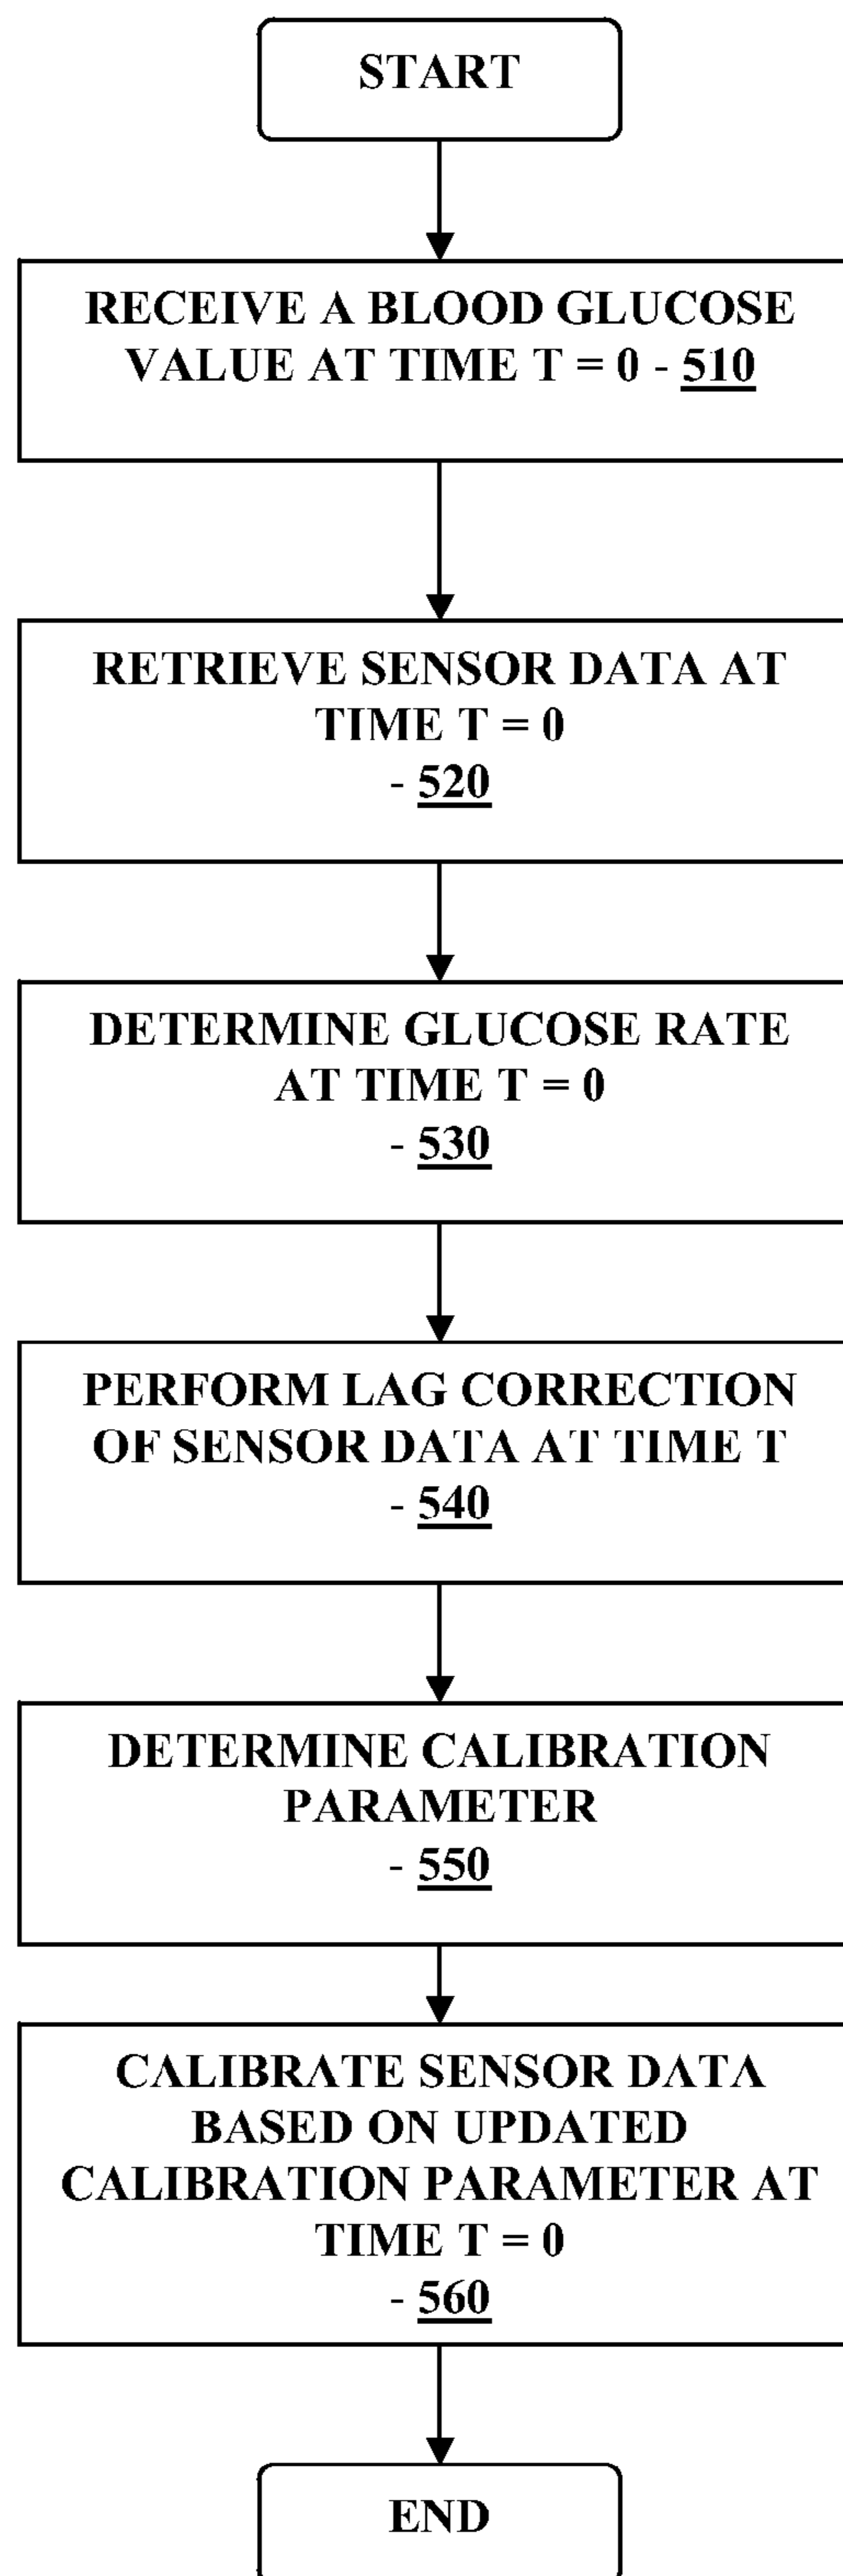 START
RECEIVE A BLOOD GLUCOSE
VALUE AT TIME T = 0 - 510
RETRIEVE SENSOR DATA AT
TIME T = 0
- 520
DETERMINE GLUCOSE RATE
AT TIME T = 0
- 530
PERFORM LAG CORRECTION
OF SENSOR DATA AT TIME T
- 540
DETERMINE CALIBRATION
PARAMETER
- 550
CALIBRATE SENSOR DATA
BASED ON UPDATED
CALIBRATION PARAMETER AT
TIME T = 0
- 560
END